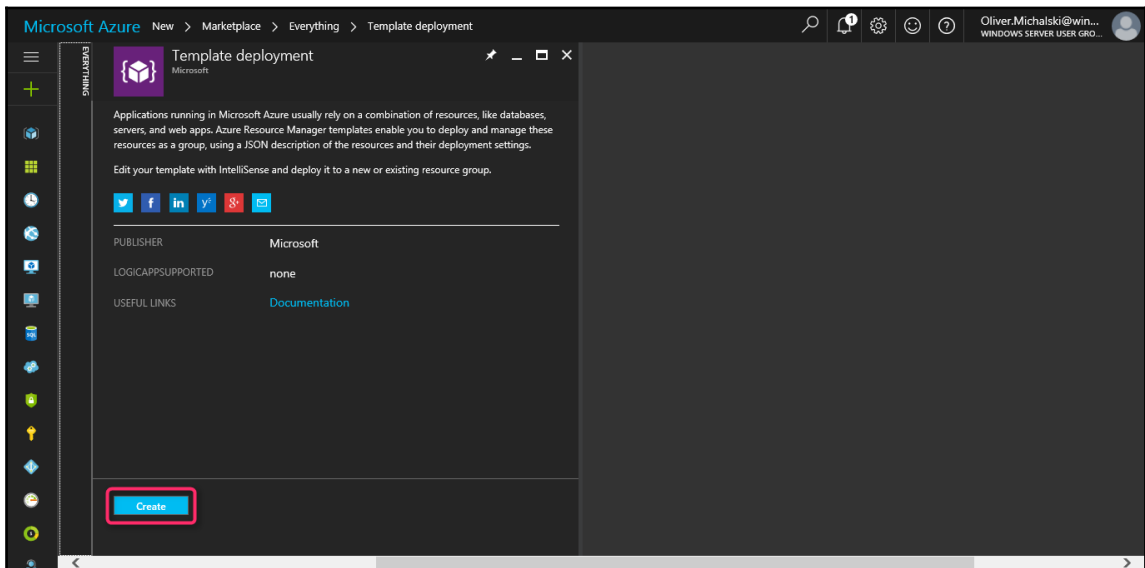 Microsoft Azure New > Marketplace > Everything > Template deployment
1
Oliver.Michalski@win...
WINDOWS SERVER USER GRO...
EVERYTHING
Template deployment
Microsoft
Applications running in Microsoft Azure usually rely on a combination of resources, like databases,
servers, and web apps. Azure Resource Manager templates enable you to deploy and manage these
resources as a group, using a JSON description of the resources and their deployment settings.
Edit your template with IntelliSense and deploy it to a new or existing resource group.
PUBLISHER Microsoft
LOGICAPPSUPPORTED none
USEFUL LINKS Documentation
SQL
Create